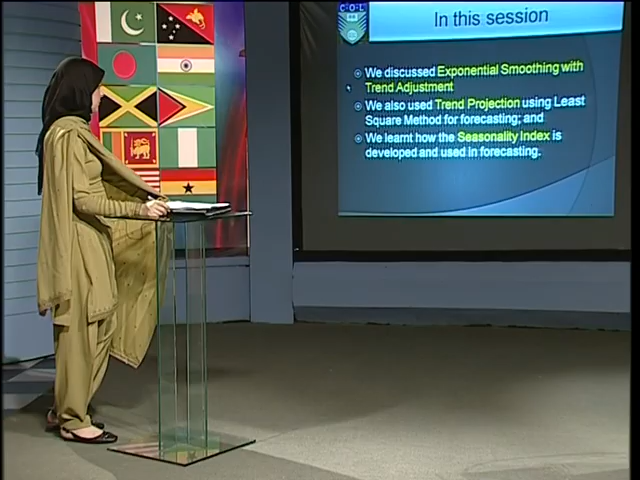 C·O·L
In this session
We discussed Exponential Smoothing with
Trend Adjustment
We also used Trend Projection using Least
Square Method for forecasting; and
We learnt how the Seasonality Index is
developed and used in forecasting.